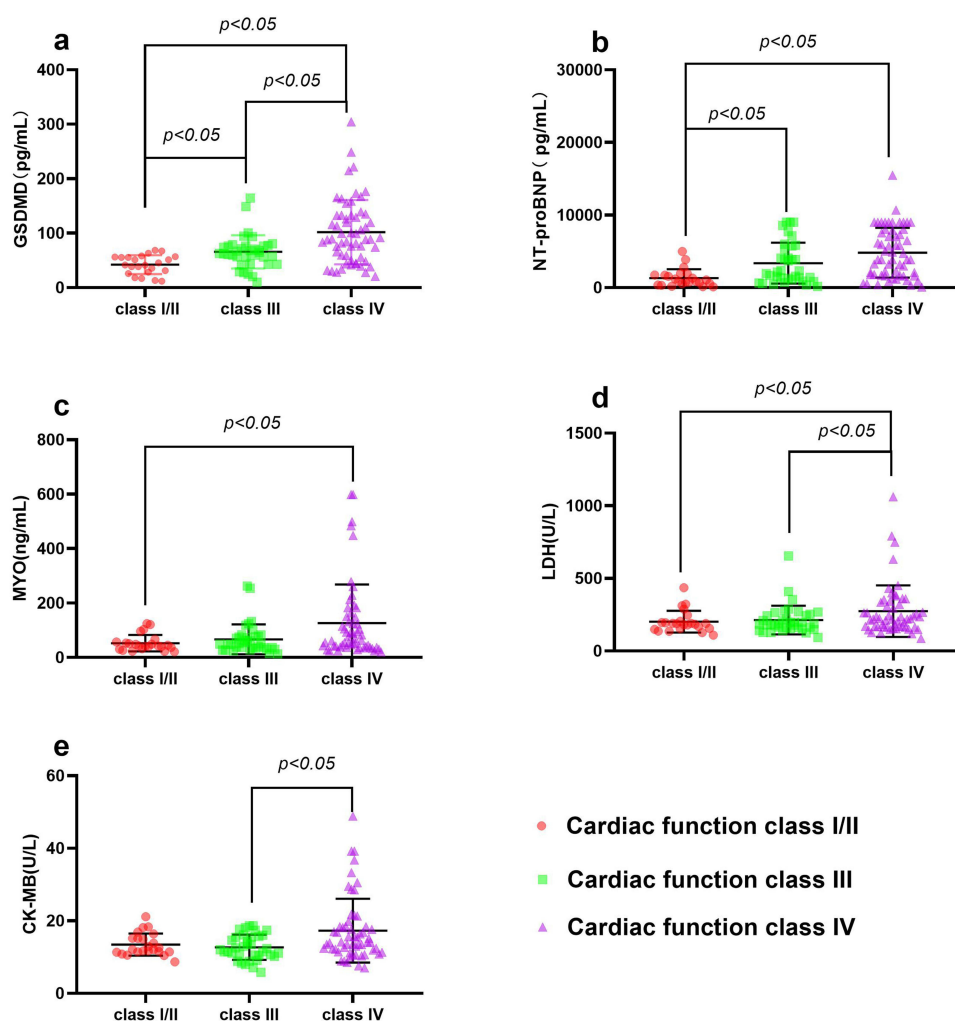 a
p<0.05
p<0.05
p<0.05
GSDMD(pg/mL)
400
300
200
100
0
class I/II class III class IV
b
p<0.05
p<0.05
NT-proBNP( pg/mL)
30000
20000
10000
0
class I/II class III class IV
c
p<0.05
MYO(ng/mL)
800
600
400
200
0
class I/II class III class IV
d
p<0.05
p<0.05
LDH(U/L)
1500
1000
500
0
class I/II class III class IV
e
p<0.05
CK-MB(U/L)
60
40
20
0
class I/II class III class IV
Cardiac function class I/II
Cardiac function class III
Cardiac function class IV